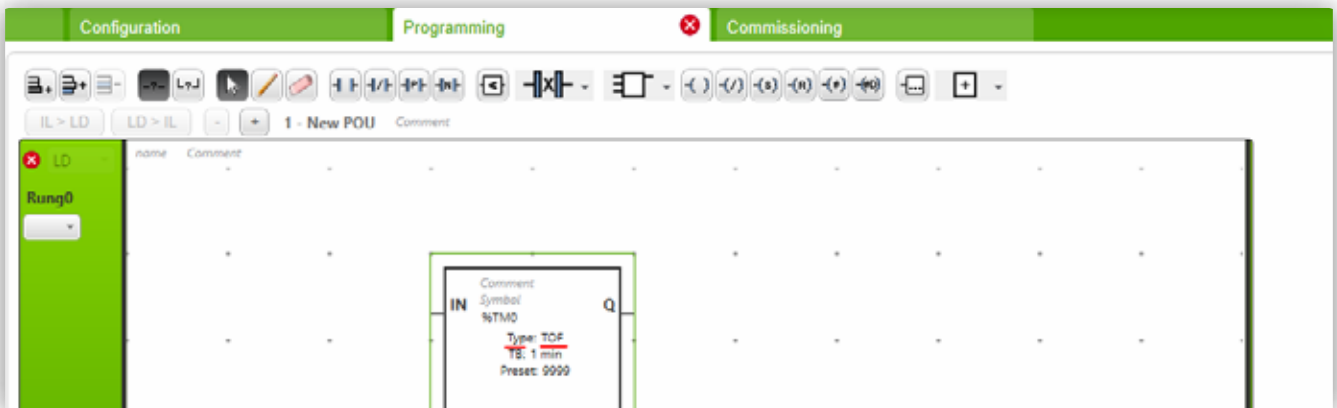 Configuration
Programming
Commissioning
IL > LD
LD > IL
-
+
1 - New POU
Comment
LD
name
Comment
Rung0
Comment
IN
Symbol
Q
%TM0
Type: TOF
TB: 1 min
Preset: 9999